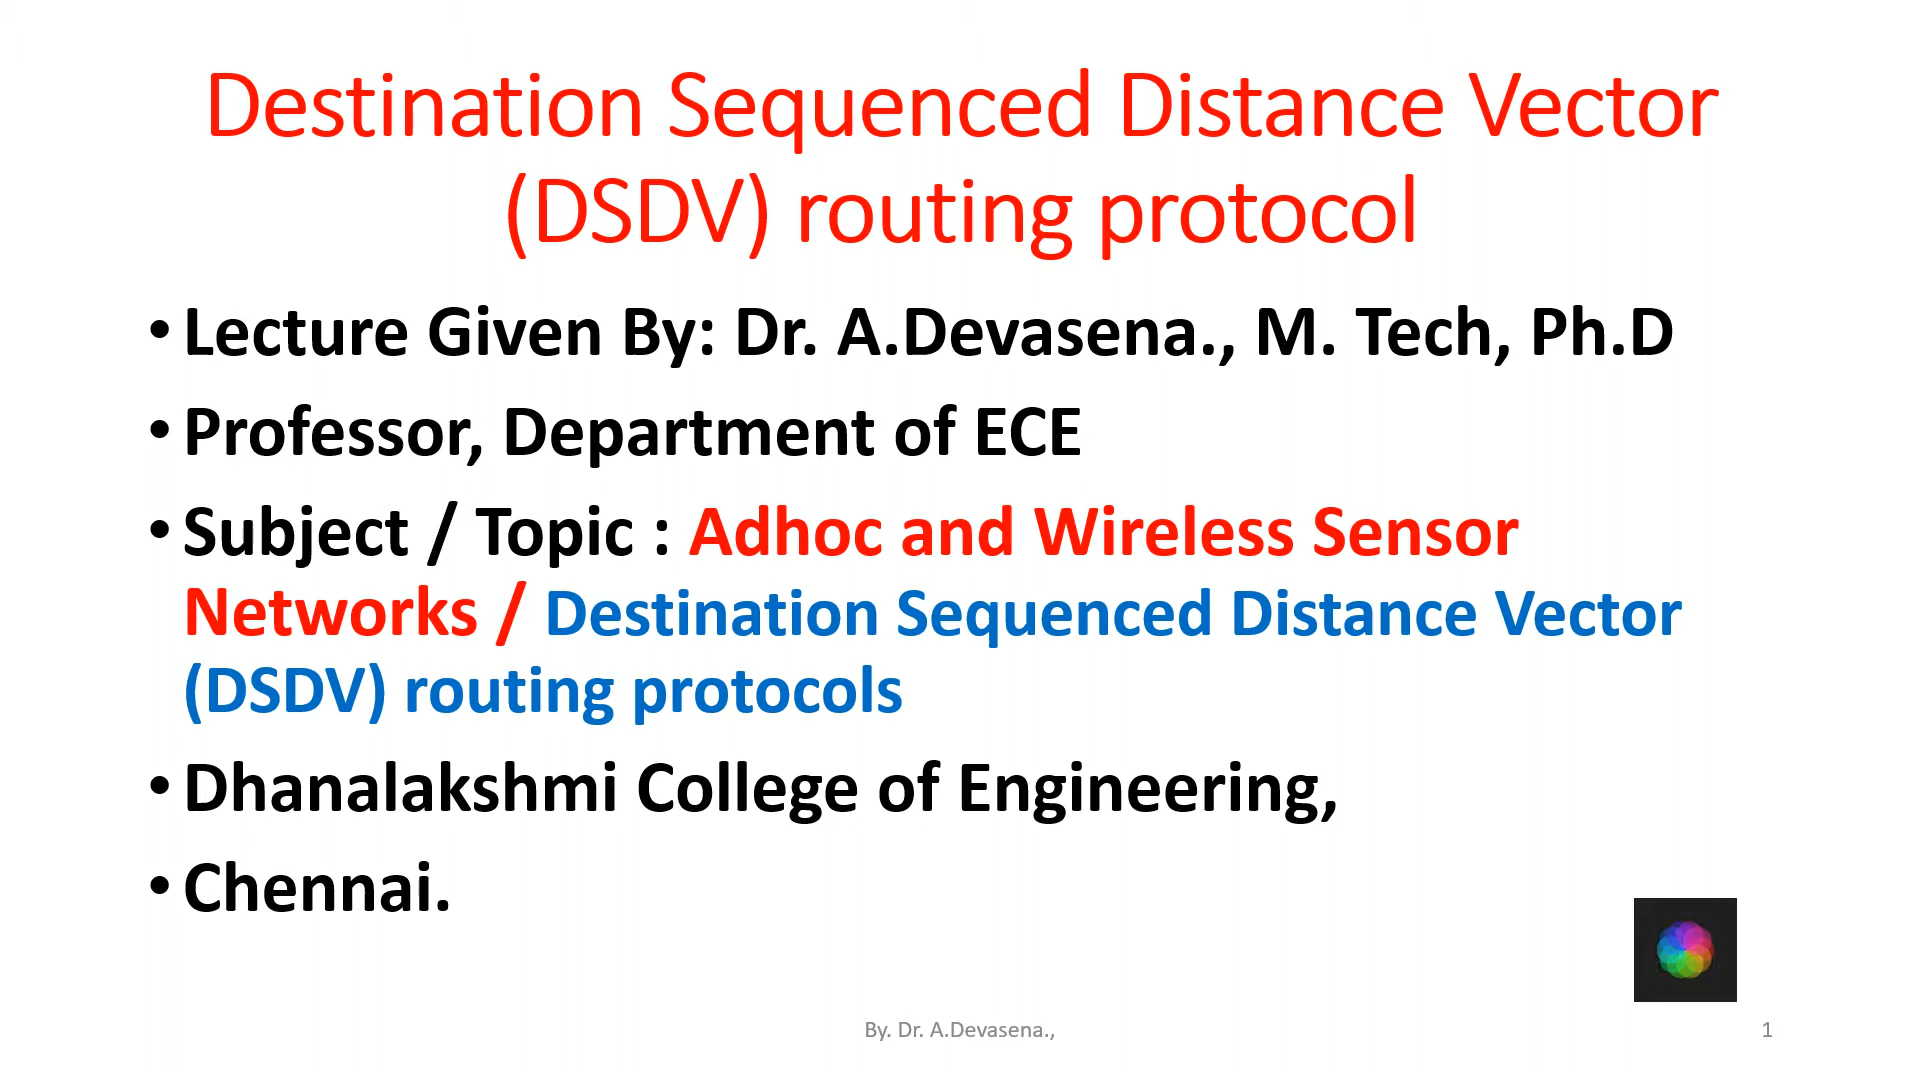 Destination Sequenced Distance Vector
(DSDV) routing protocol
• Lecture Given By: Dr. A.Devasena., M. Tech, Ph.D
• Professor, Department of ECE
• Subject / Topic : Adhoc and Wireless Sensor
Networks / Destination Sequenced Distance Vector
(DSDV) routing protocols
• Dhanalakshmi College of Engineering,
• Chennai.
By. Dr. A.Devasena.,
1